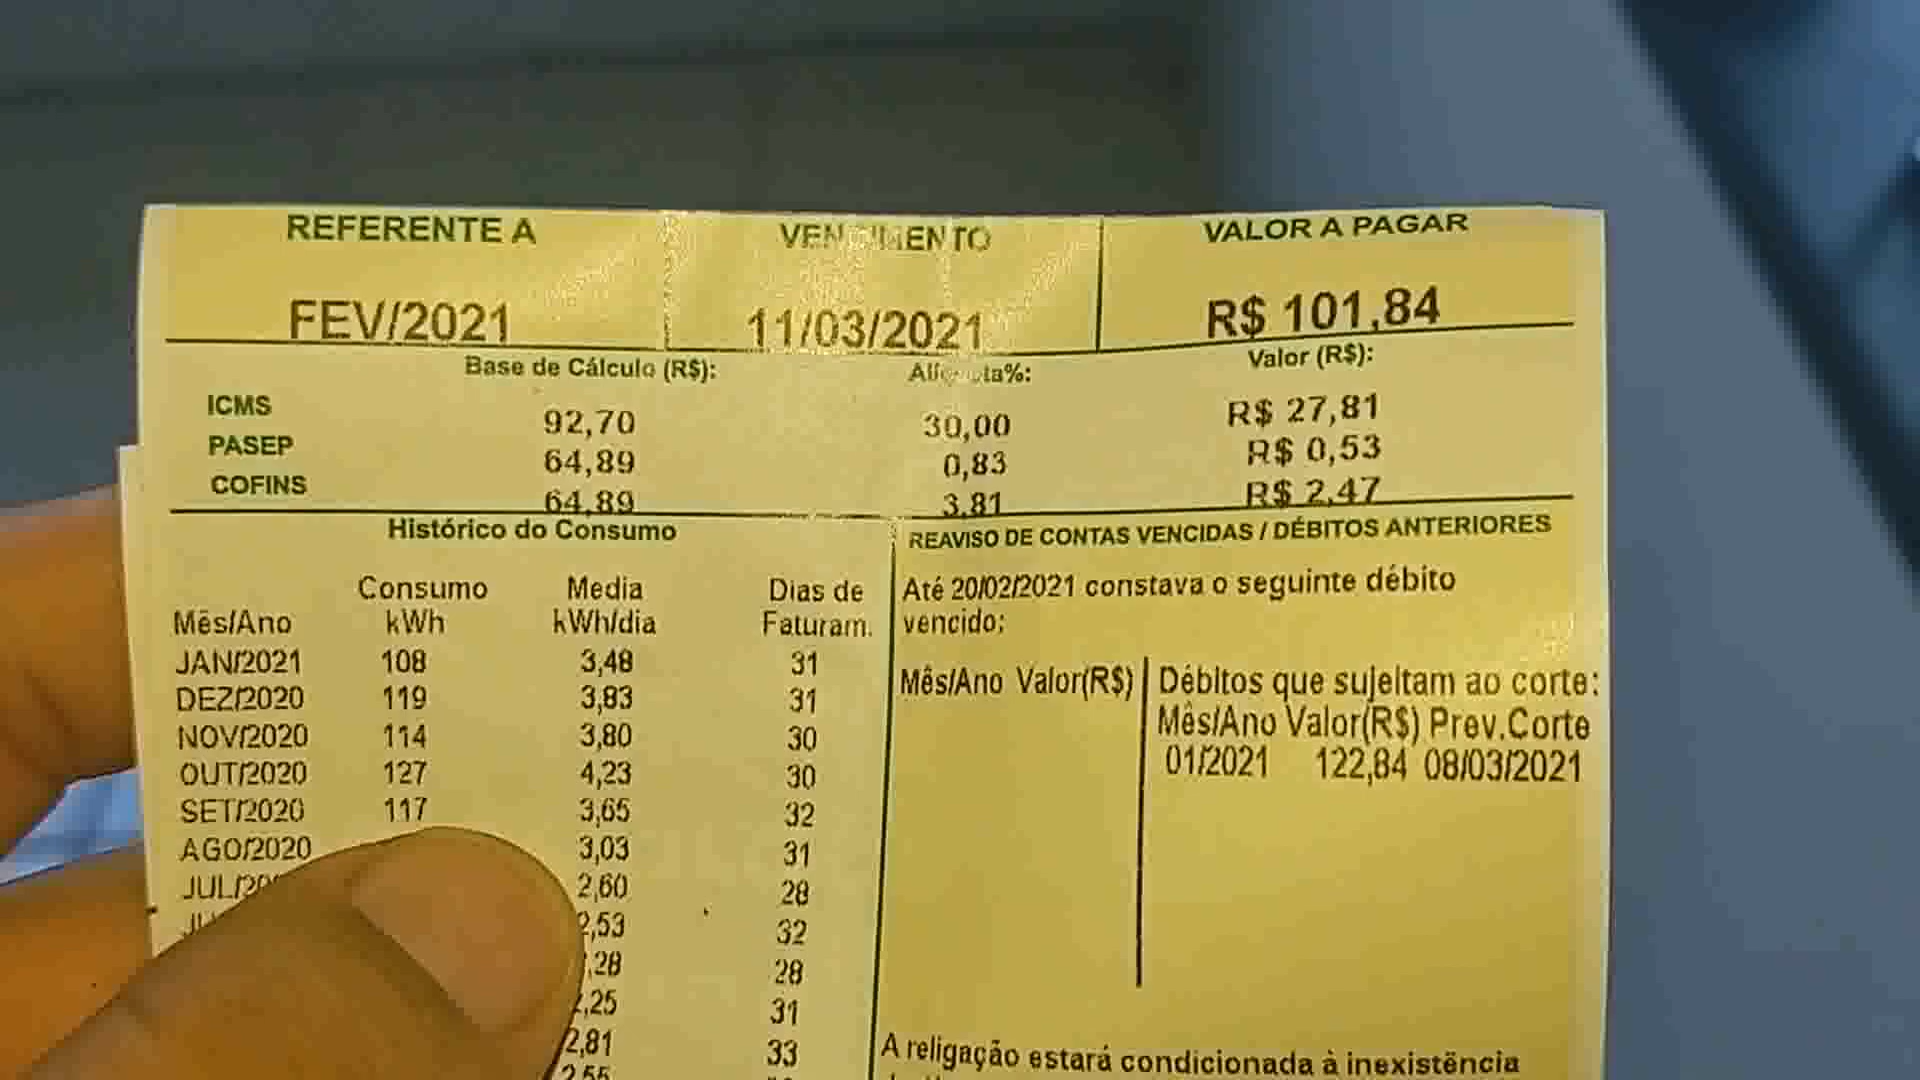 REFERENTE A VENCIMENTO VALOR A PAGAR
FEV/2021 11/03/2021 R$ 101,84
Base de Cálculo (R$): Alíquota%: Valor (R$):
ICMS 92,70 30,00 R$ 27,81
PASEP 64,89 0,83 R$ 0,53
COFINS 64,89 3,81 R$ 2,47
Histórico do Consumo
Mês/Ano Consumo kWh Media kWh/dia Dias de Faturam.
JAN/2021 108 3,48 31
DEZ/2020 119 3,83 31
NOV/2020 114 3,80 30
OUT/2020 127 4,23 30
SET/2020 117 3,65 32
AGO/2020 3,03 31
2,60 28
2,53 32
28
31
2,81 33
2,55
REAVISO DE CONTAS VENCIDAS / DÉBITOS ANTERIORES
Até 20/02/2021 constava o seguinte débito
vencido:
Mês/Ano Valor(R$)
Débitos que sujeitam ao corte:
Mês/Ano Valor(R$) Prev.Corte
01/2021 122,84 08/03/2021
A religação estará condicionada à inexistência